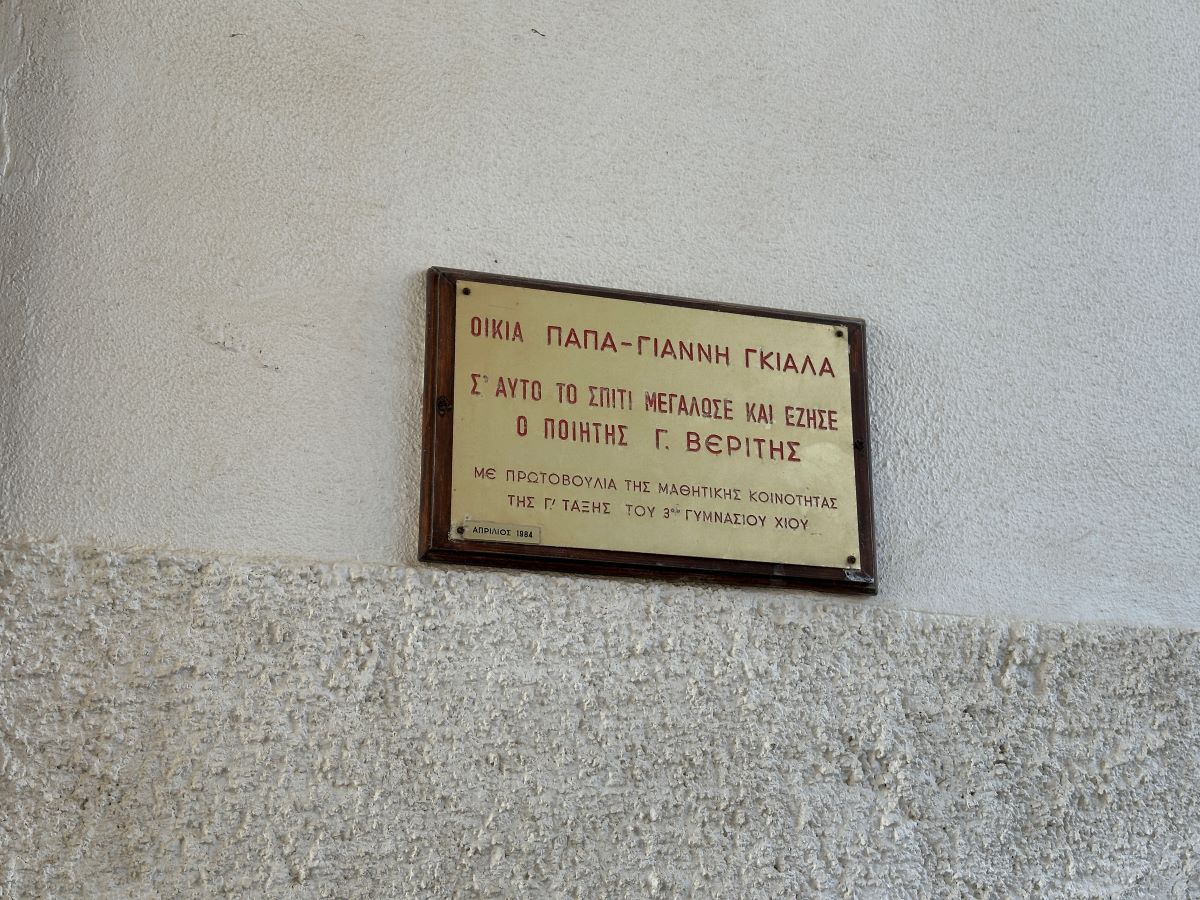 ΟΙΚΙΑ ΠΑΠΑ-ΓΙΑΝΝΗ ΓΚΙΑΛΑ
Σ' ΑΥΤΟ ΤΟ ΣΠΙΤΙ ΜΕΓΑΛΩΣΕ ΚΑΙ ΕΖΗΣΕ
Ο ΠΟΙΗΤΗΣ Γ. ΒΕΡΙΤΗΣ
ΜΕ ΠΡΩΤΟΒΟΥΛΙΑ ΤΗΣ ΜΑΘΗΤΙΚΗΣ ΚΟΙΝΟΤΗΤΑΣ
ΤΗΣ Γ' ΤΑΞΗΣ ΤΟΥ 3ου ΓΥΜΝΑΣΙΟΥ ΧΙΟΥ
ΑΠΡΙΛΙΟΣ 1984